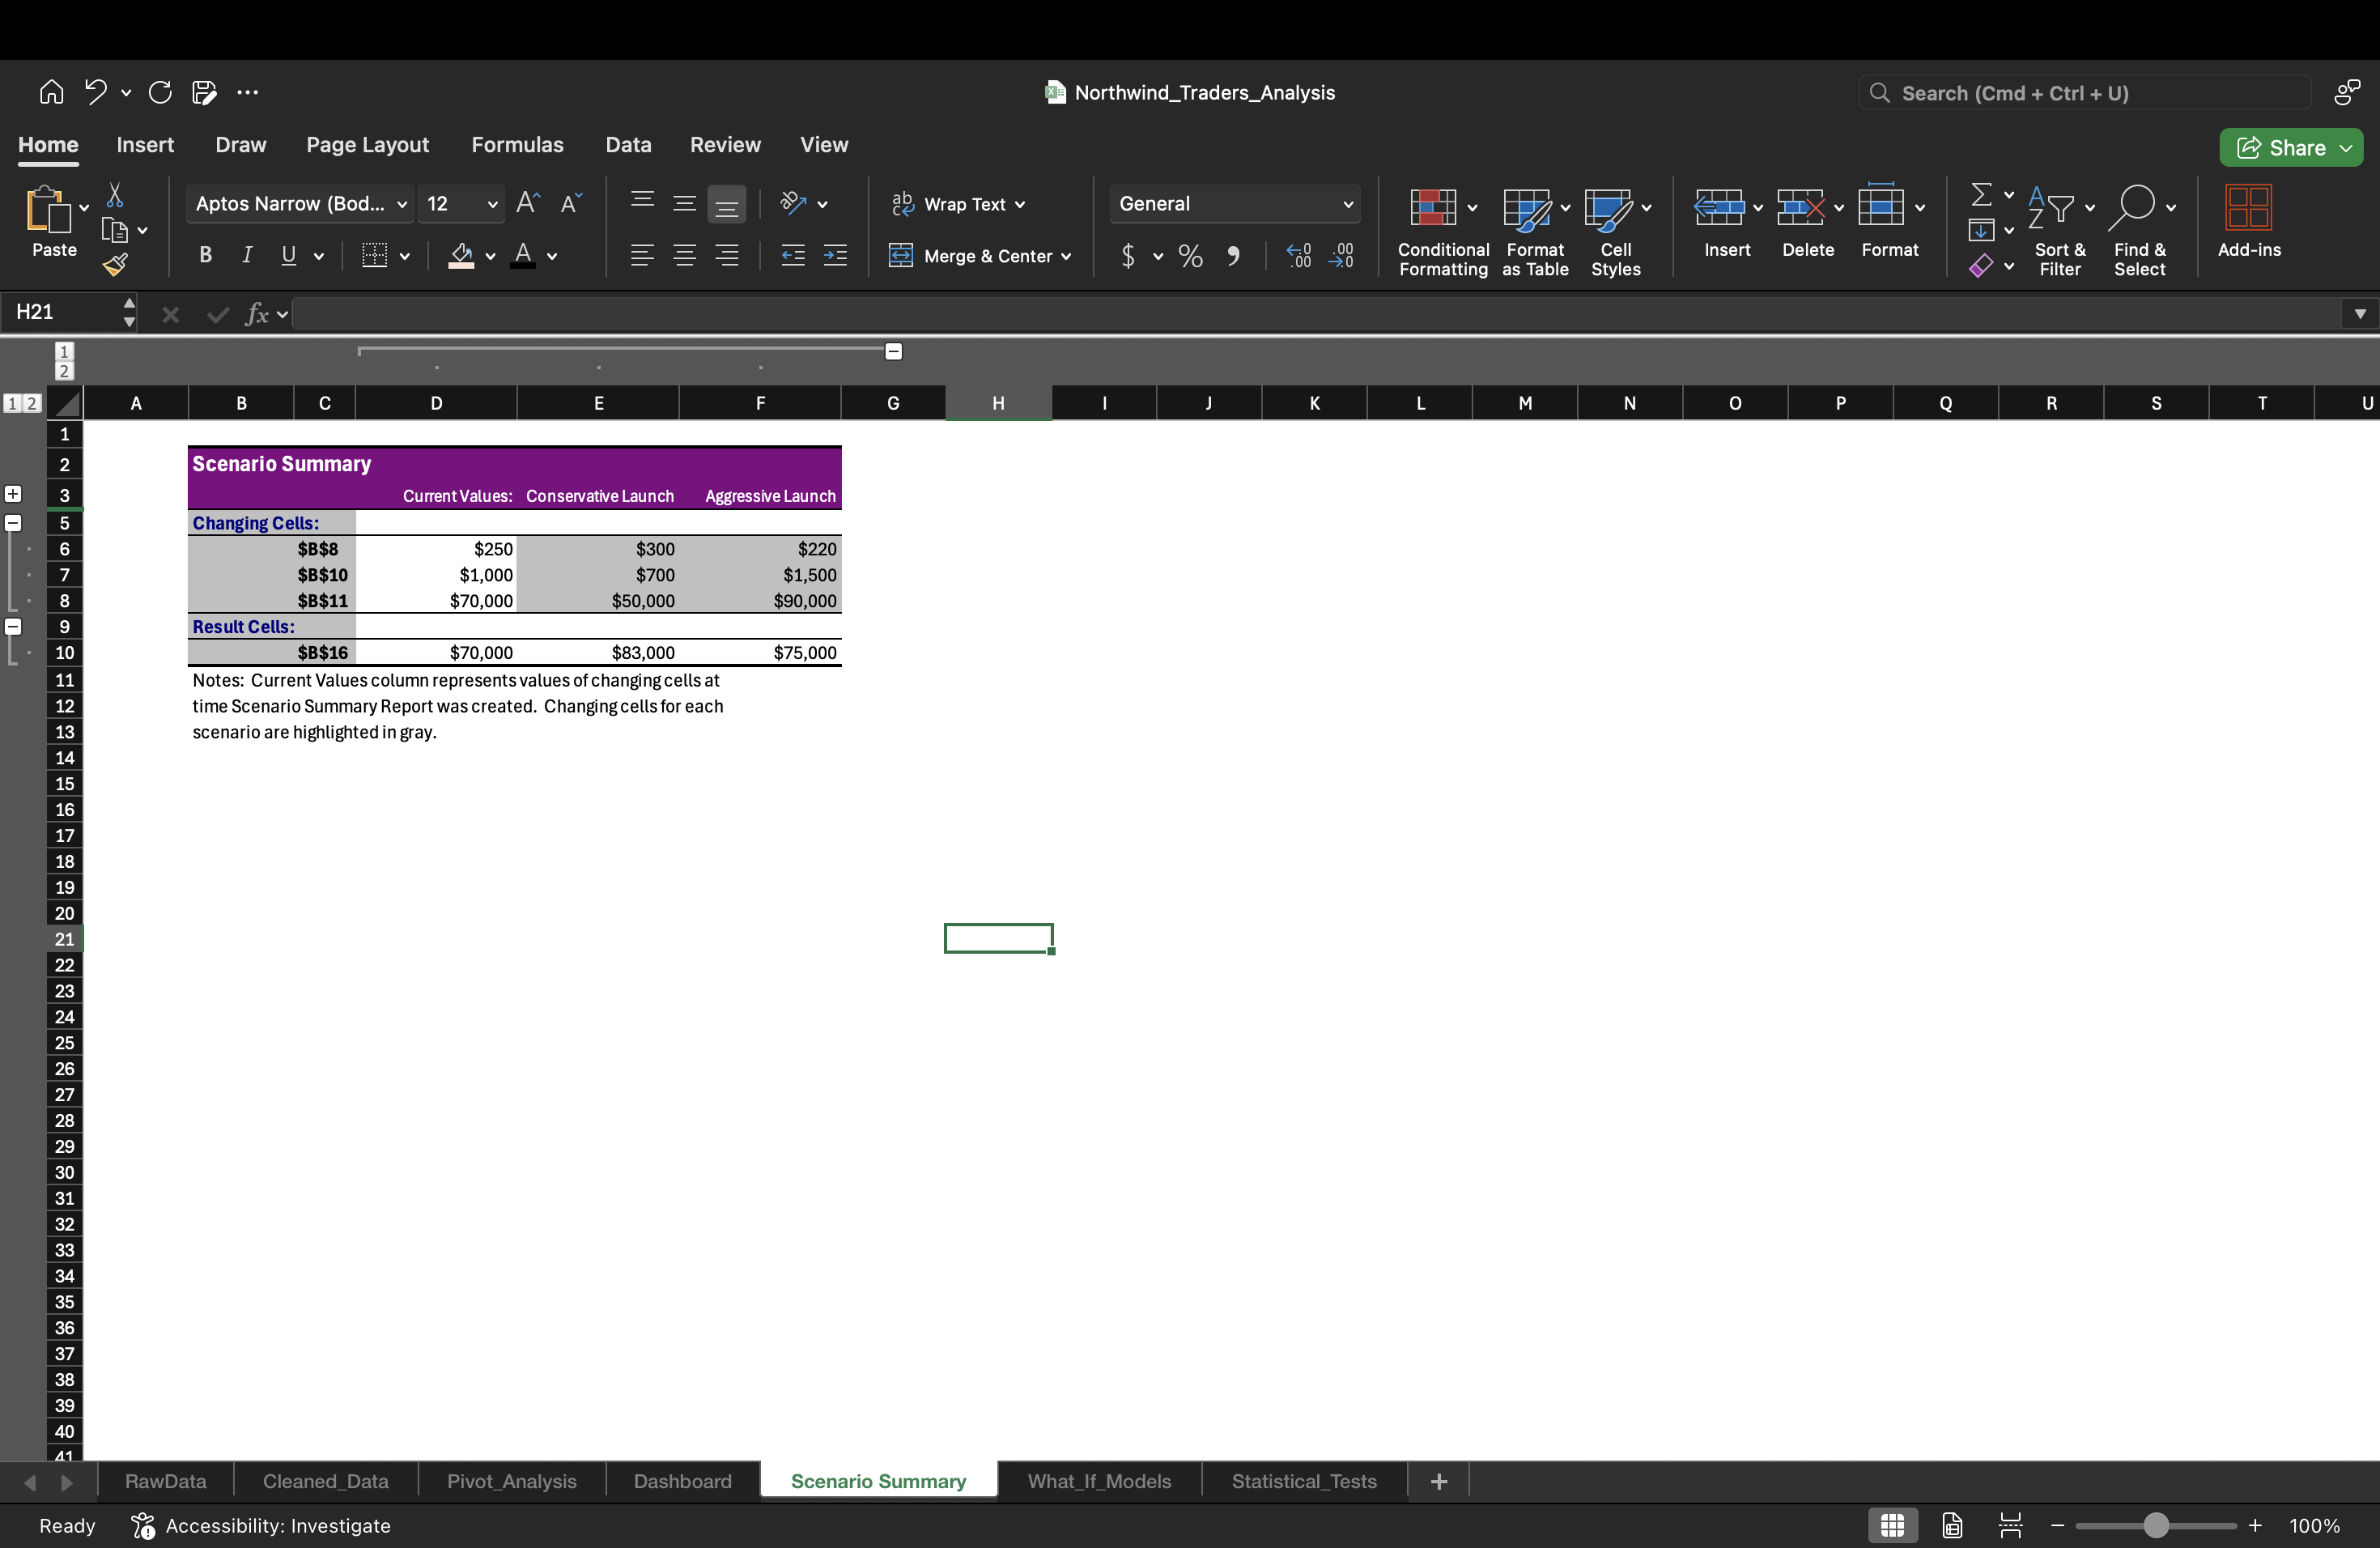 Northwind_Traders_Analysis
Search (Cmd + Ctrl + U)
Home Insert Draw Page Layout Formulas Data Review View Share
Paste Aptos Narrow (Bod... 12 A A ab Wrap Text General
B I U A Merge & Center $ % .00 .00
Conditional Formatting Format as Table Cell Styles Insert Delete Format Sort & Filter Find & Select Add-ins
H21 fx
1
2
1 2 A B C D E F G H I J K L M N O P Q R S T U
1
2 Scenario Summary
3 Current Values: Conservative Launch Aggressive Launch
5 Changing Cells:
6 $B$8 $250 $300 $220
7 $B$10 $1,000 $700 $1,500
8 $B$11 $70,000 $50,000 $90,000
9 Result Cells:
10 $B$16 $70,000 $83,000 $75,000
11 Notes: Current Values column represents values of changing cells at
12 time Scenario Summary Report was created. Changing cells for each
13 scenario are highlighted in gray.
14
15
16
17
18
19
20
21
22
23
24
25
26
27
28
29
30
31
32
33
34
35
36
37
38
39
40
41
RawData Cleaned_Data Pivot_Analysis Dashboard Scenario Summary What_If_Models Statistical_Tests +
Ready Accessibility: Investigate 100%